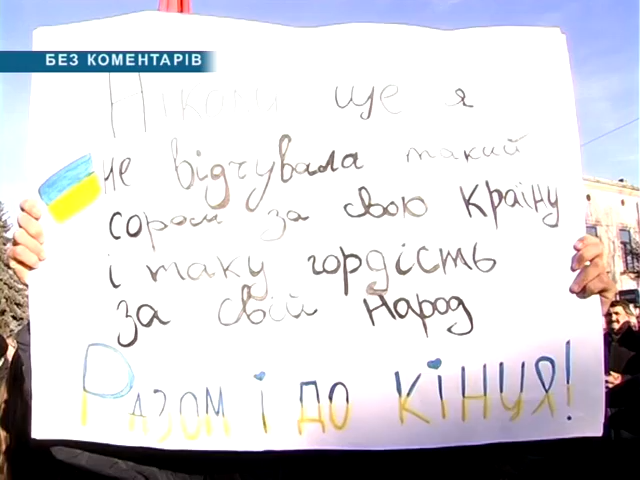 БЕЗ КОМЕНТАРІВ
Ніколи ще я
не відчувала такий
сором за свою країну
і таку гордість
за свій народ
Разом і до кінця!